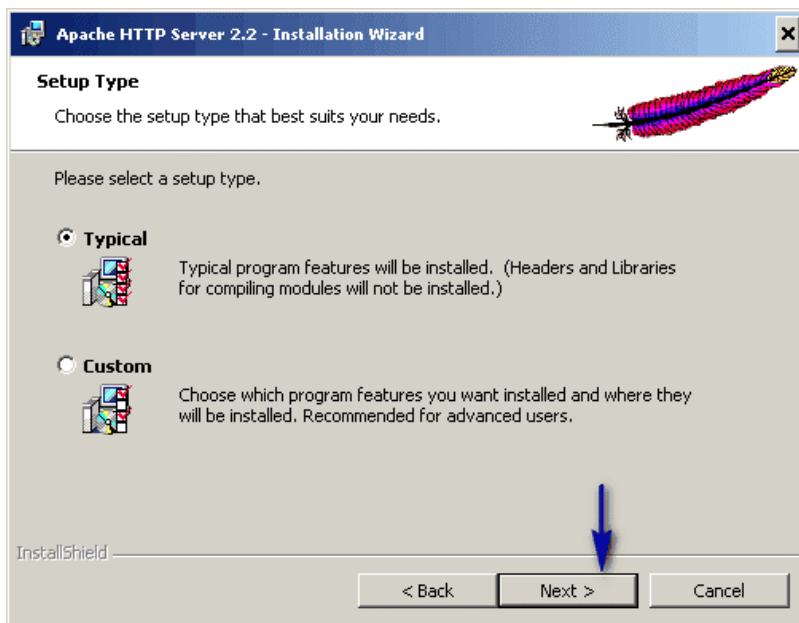 Apache HTTP Server 2.2 - Installation Wizard
Setup Type
Choose the setup type that best suits your needs.
Please select a setup type.
Typical
Typical program features will be installed. (Headers and Libraries
for compiling modules will not be installed.)
Custom
Choose which program features you want installed and where they
will be installed. Recommended for advanced users.
InstallShield
< Back
Next >
Cancel